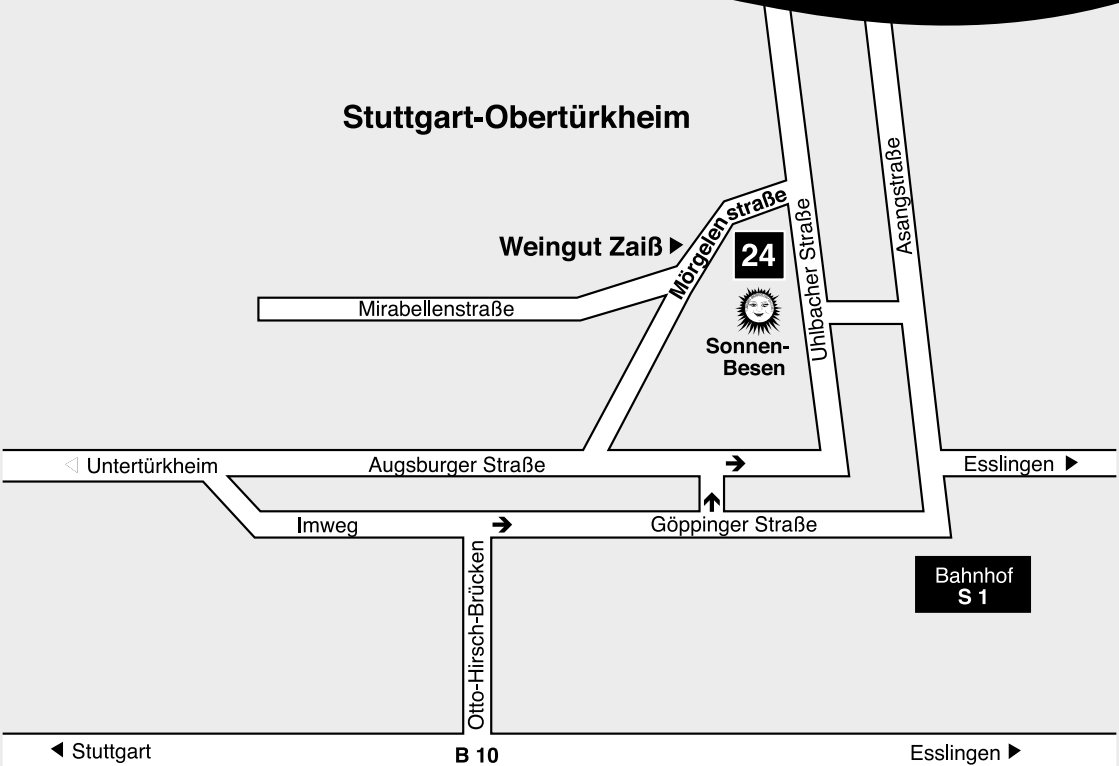 Stuttgart-Obertürkheim
Asangstraße
Mörgelenstraße
Uhlbacher Straße
Weingut Zaiß
24
Mirabellenstraße
Sonnen-
Besen
Untertürkheim
Augsburger Straße
Esslingen
Imweg
Göppinger Straße
Otto-Hirsch-Brücken
Bahnhof
S 1
Stuttgart
B 10
Esslingen